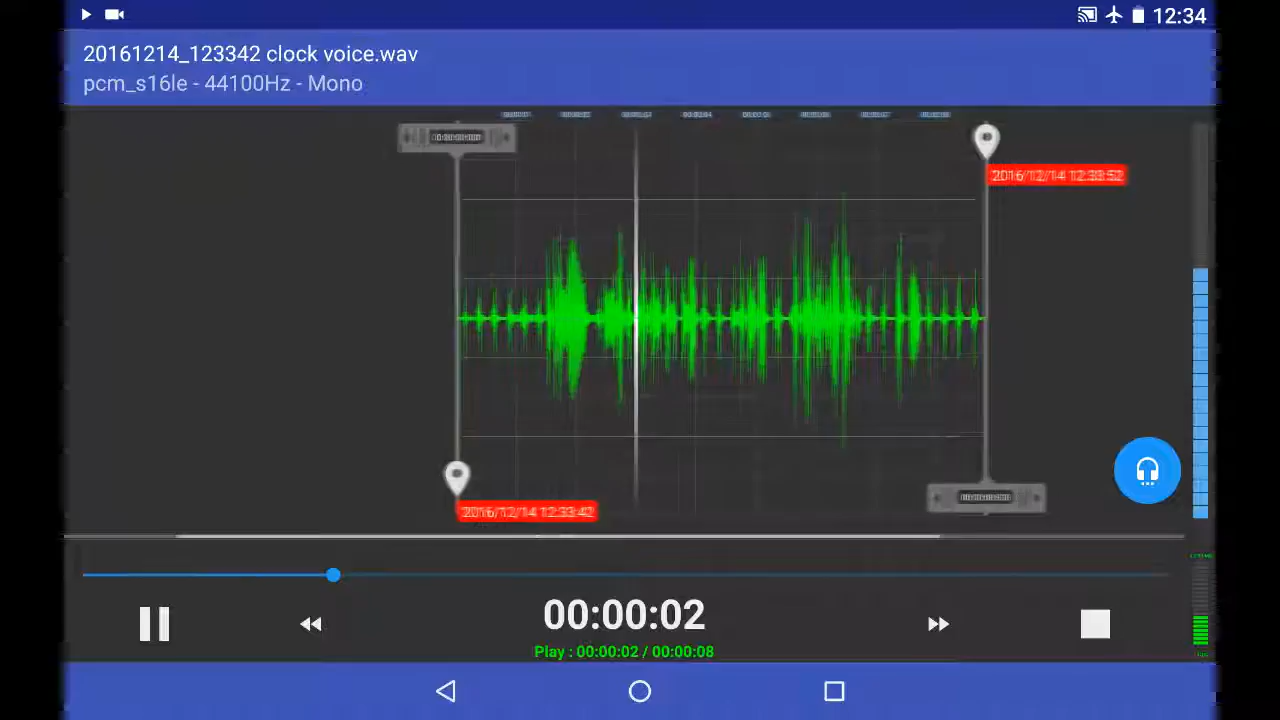 12:34
20161214_123342 clock voice.wav
pcm_s16le - 44100Hz - Mono
2016/12/14 12:33:52
2016/12/14 12:33:42
00:00:02
Play : 00:00:02 / 00:00:08